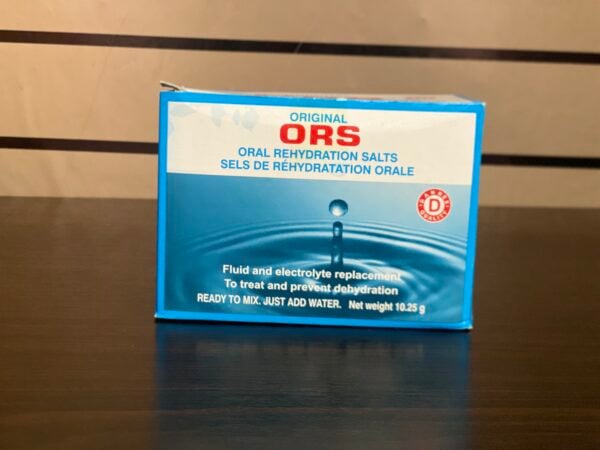 ORIGINAL
ORS
ORAL REHYDRATION SALTS
SELS DE RÉHYDRATATION ORALE
D
QUALITY
Fluid and electrolyte replacement
To treat and prevent dehydration
READY TO MIX. JUST ADD WATER. Net weight 10.25 g